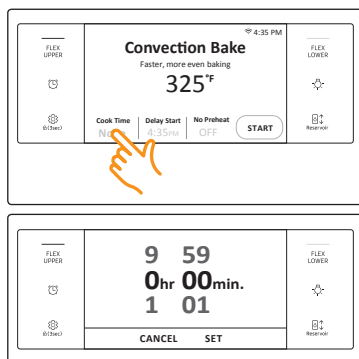 4:35 PM
FLEX UPPER
Convection Bake
FLEX LOWER
Faster, more even baking
325°F
Cook Time
Delay Start
No Preheat
4:35PM
OFF
START
(3sec)
Reservoir
FLEX UPPER
9 59
FLEX LOWER
0hr 00min.
1 01
(3sec)
Reservoir
CANCEL SET